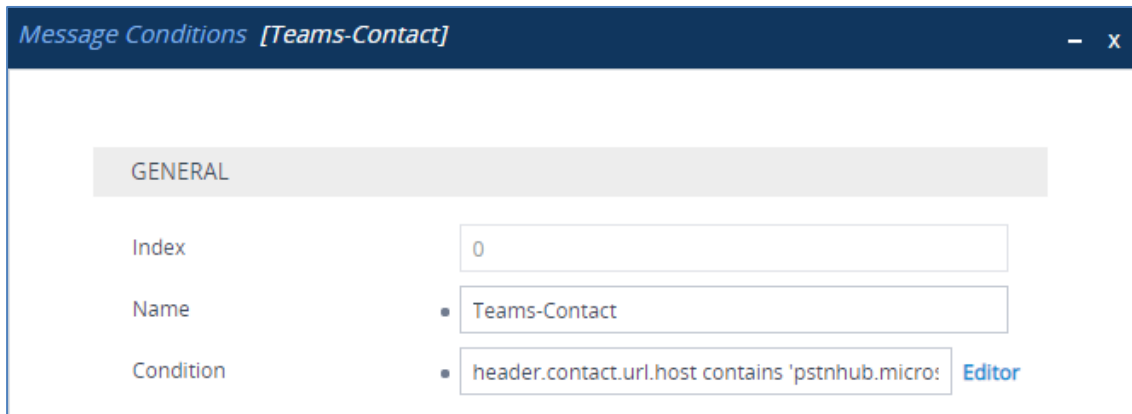 Message Conditions [Teams-Contact] – x
GENERAL
Index 0
Name Teams-Contact
Condition header.contact.url.host contains 'pstnhub.micros Editor